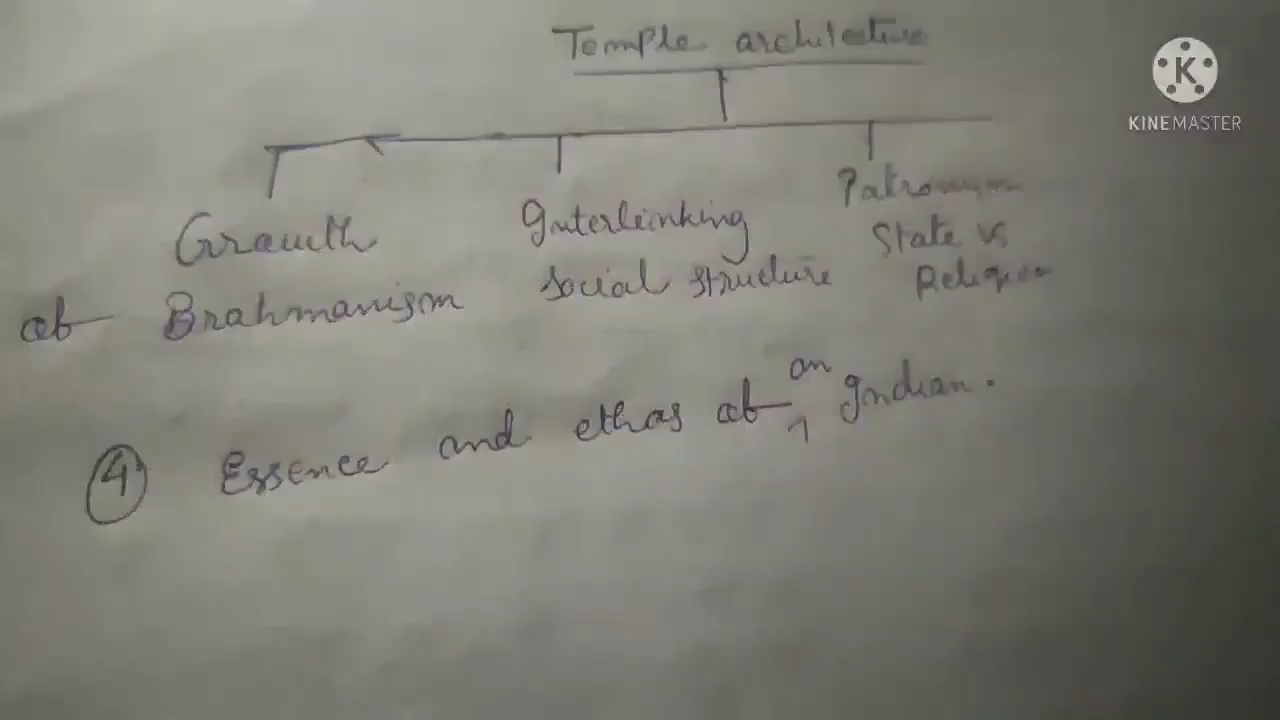 Temple architecture
Growth
of Brahmanism
Interlinking
social structure
State vs
Religion
④ Essence and ethos of an Indian.
K
KINEMASTER